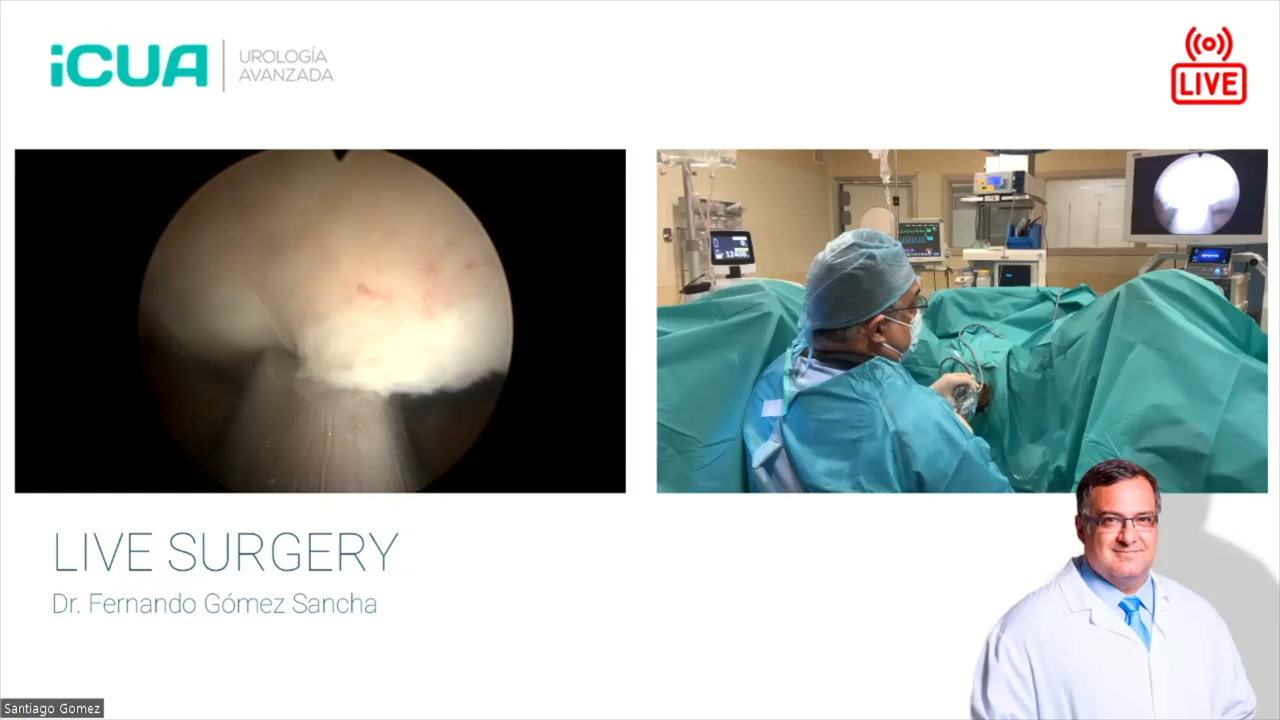 iCUA
UROLOGÍA
AVANZADA
LIVE
LIVE SURGERY
Dr. Fernando Gómez Sancha
Santiago Gomez